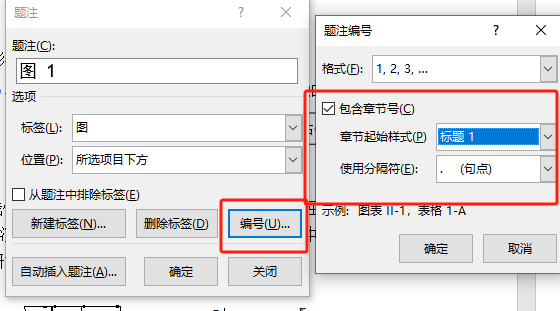 题注
?
×
题注(C):
图 1
选项
标签(L):
图
位置(P):
所选项目下方
从题注中排除标签(E)
新建标签(N)...
删除标签(D)
编号(U)...
自动插入题注(A)...
确定
关闭
题注编号
?
×
格式(F):
1, 2, 3, ...
包含章节号(C)
章节起始样式(P)
标题 1
使用分隔符(E):
. (句点)
示例: 图表 II-1，表格 1-A
确定
取消